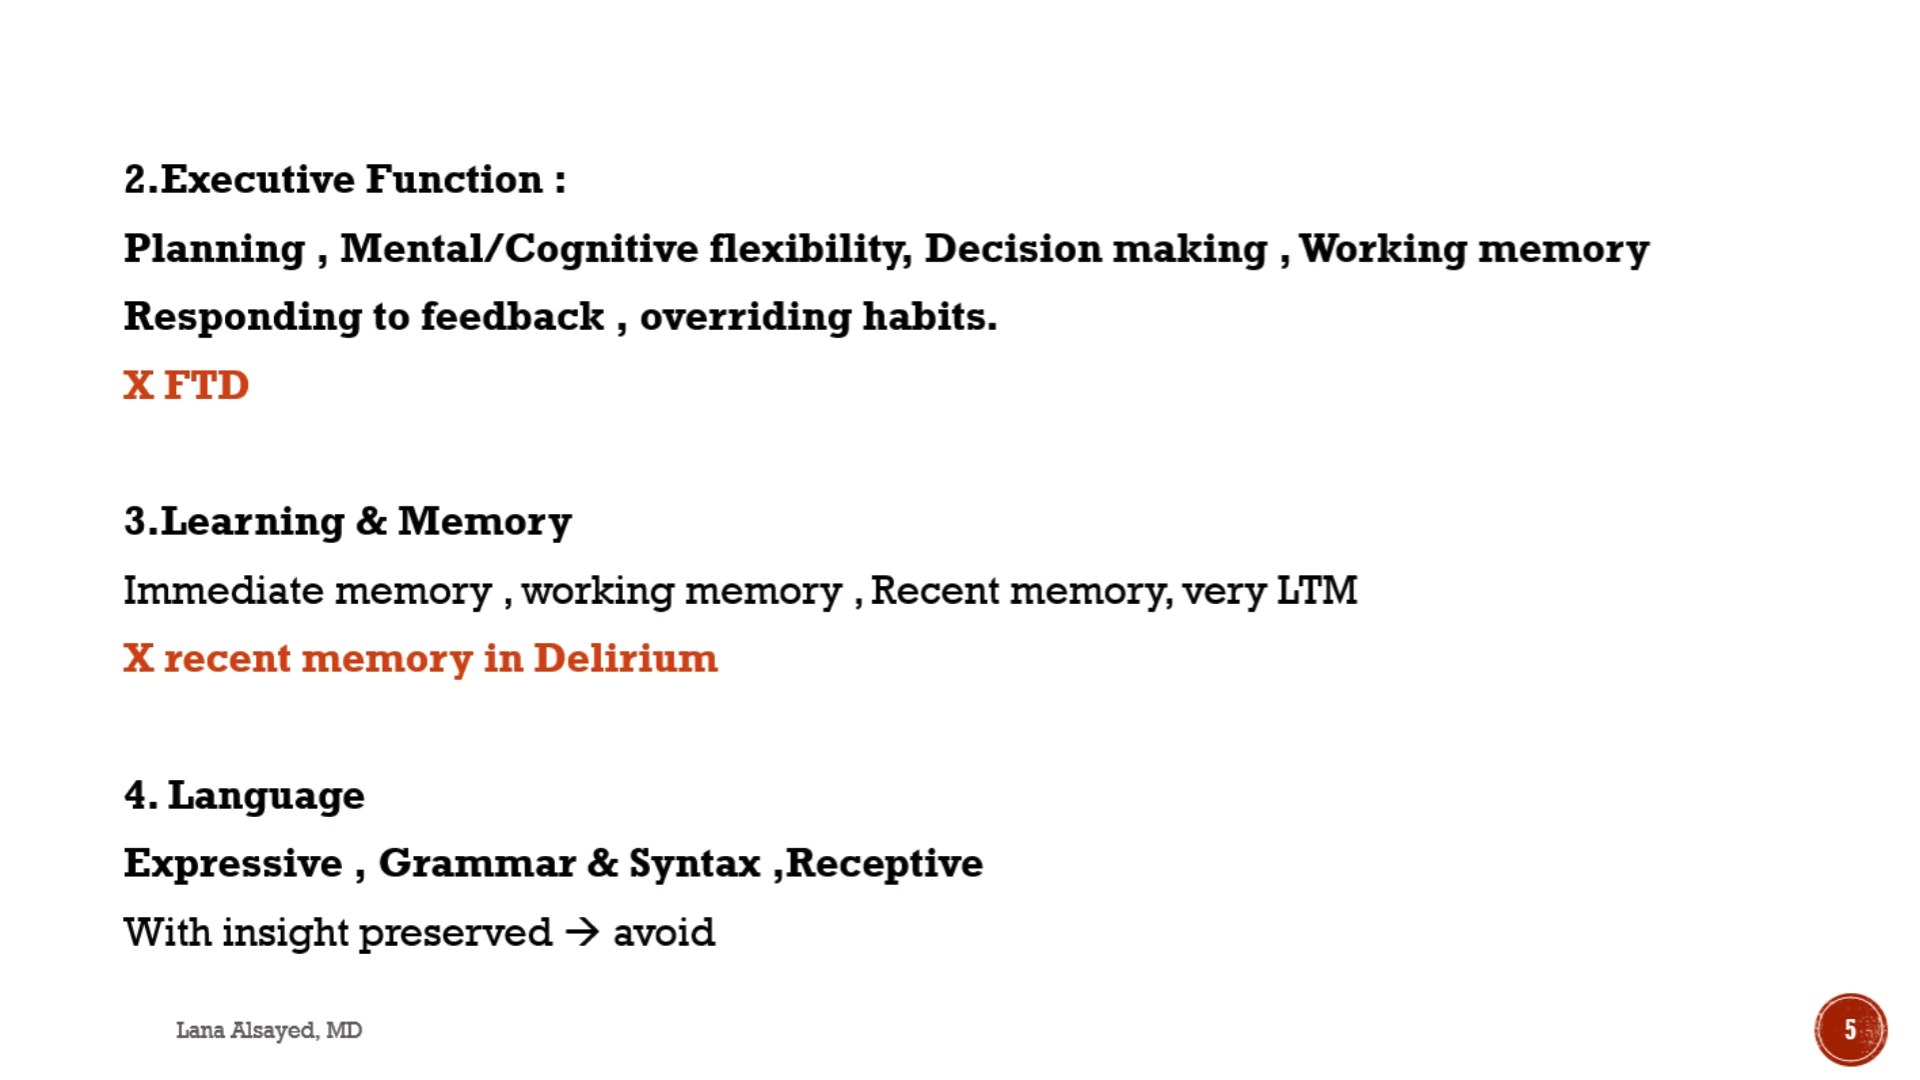 2.Executive Function :
Planning , Mental/Cognitive flexibility, Decision making , Working memory
Responding to feedback , overriding habits.
X FTD
3.Learning & Memory
Immediate memory , working memory , Recent memory, very LTM
X recent memory in Delirium
4. Language
Expressive , Grammar & Syntax ,Receptive
With insight preserved → avoid
Lana Alsayed, MD
5